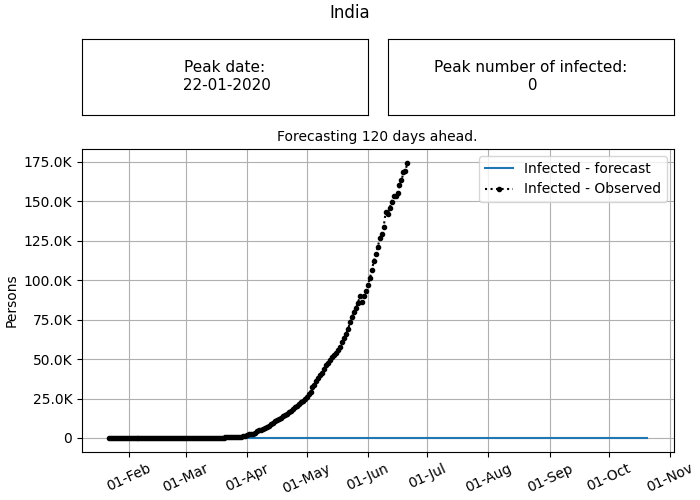 India
Peak date:
22-01-2020
Peak number of infected:
0
Forecasting 120 days ahead.
Infected - forecast
Infected - Observed
175.0K
150.0K
125.0K
100.0K
75.0K
50.0K
25.0K
0
Persons
01-Feb
01-Mar
01-Apr
01-May
01-Jun
01-Jul
01-Aug
01-Sep
01-Oct
01-Nov